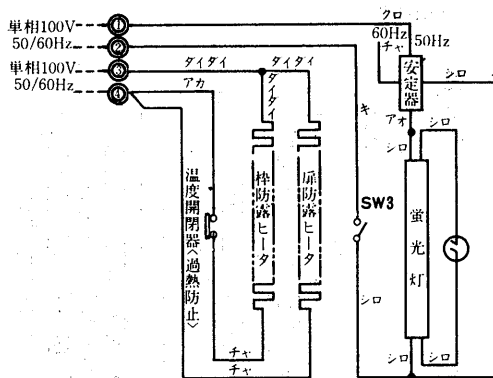 単相100V
50/60Hz
単相100V
50/60Hz
①
②
③
④
クロ
60Hz
チャ
50Hz
安定器
シロ
アオ
シロ
シロ
タイダイ
タイダイ
タイダイ
アカ
キ
温度開閉器〈過熱防止〉
枠防露ヒータ
扉防露ヒータ
SW3
蛍光灯
シロ
チャ
チャ
シロ
シロ